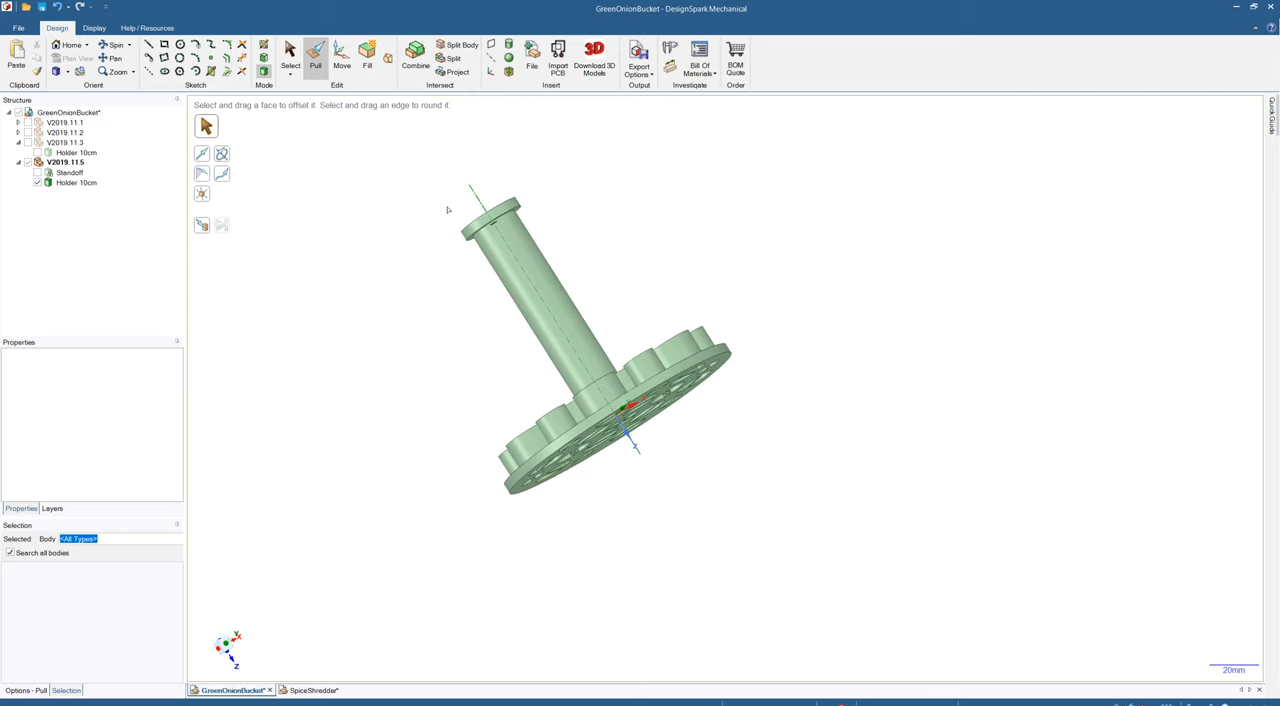 GreenOnionBucket - DesignSpark Mechanical
File Design Display Help / Resources
Home Spin Split Body
Plan View Pan Split
Zoom Project
Paste Select Pull Move Fill Combine File Import PCB Download 3D Models Export Options Bill Of Materials BOM Quote
Clipboard Orient Sketch Mode Edit Intersect Insert Output Investigate Order
Structure
GreenOnionBucket*
V2019.11.1
V2019.11.2
V2019.11.3
Holder 10cm
V2019.11.5
Standoff
Holder 10cm
Select and drag a face to offset it. Select and drag an edge to round it.
Quick Guide
Properties
Properties Layers
Selection
Selected: Body <All Types>
Search all bodies
Z
Y
X
Z
20mm
Options - Pull Selection
GreenOnionBucket* SpiceShredder*